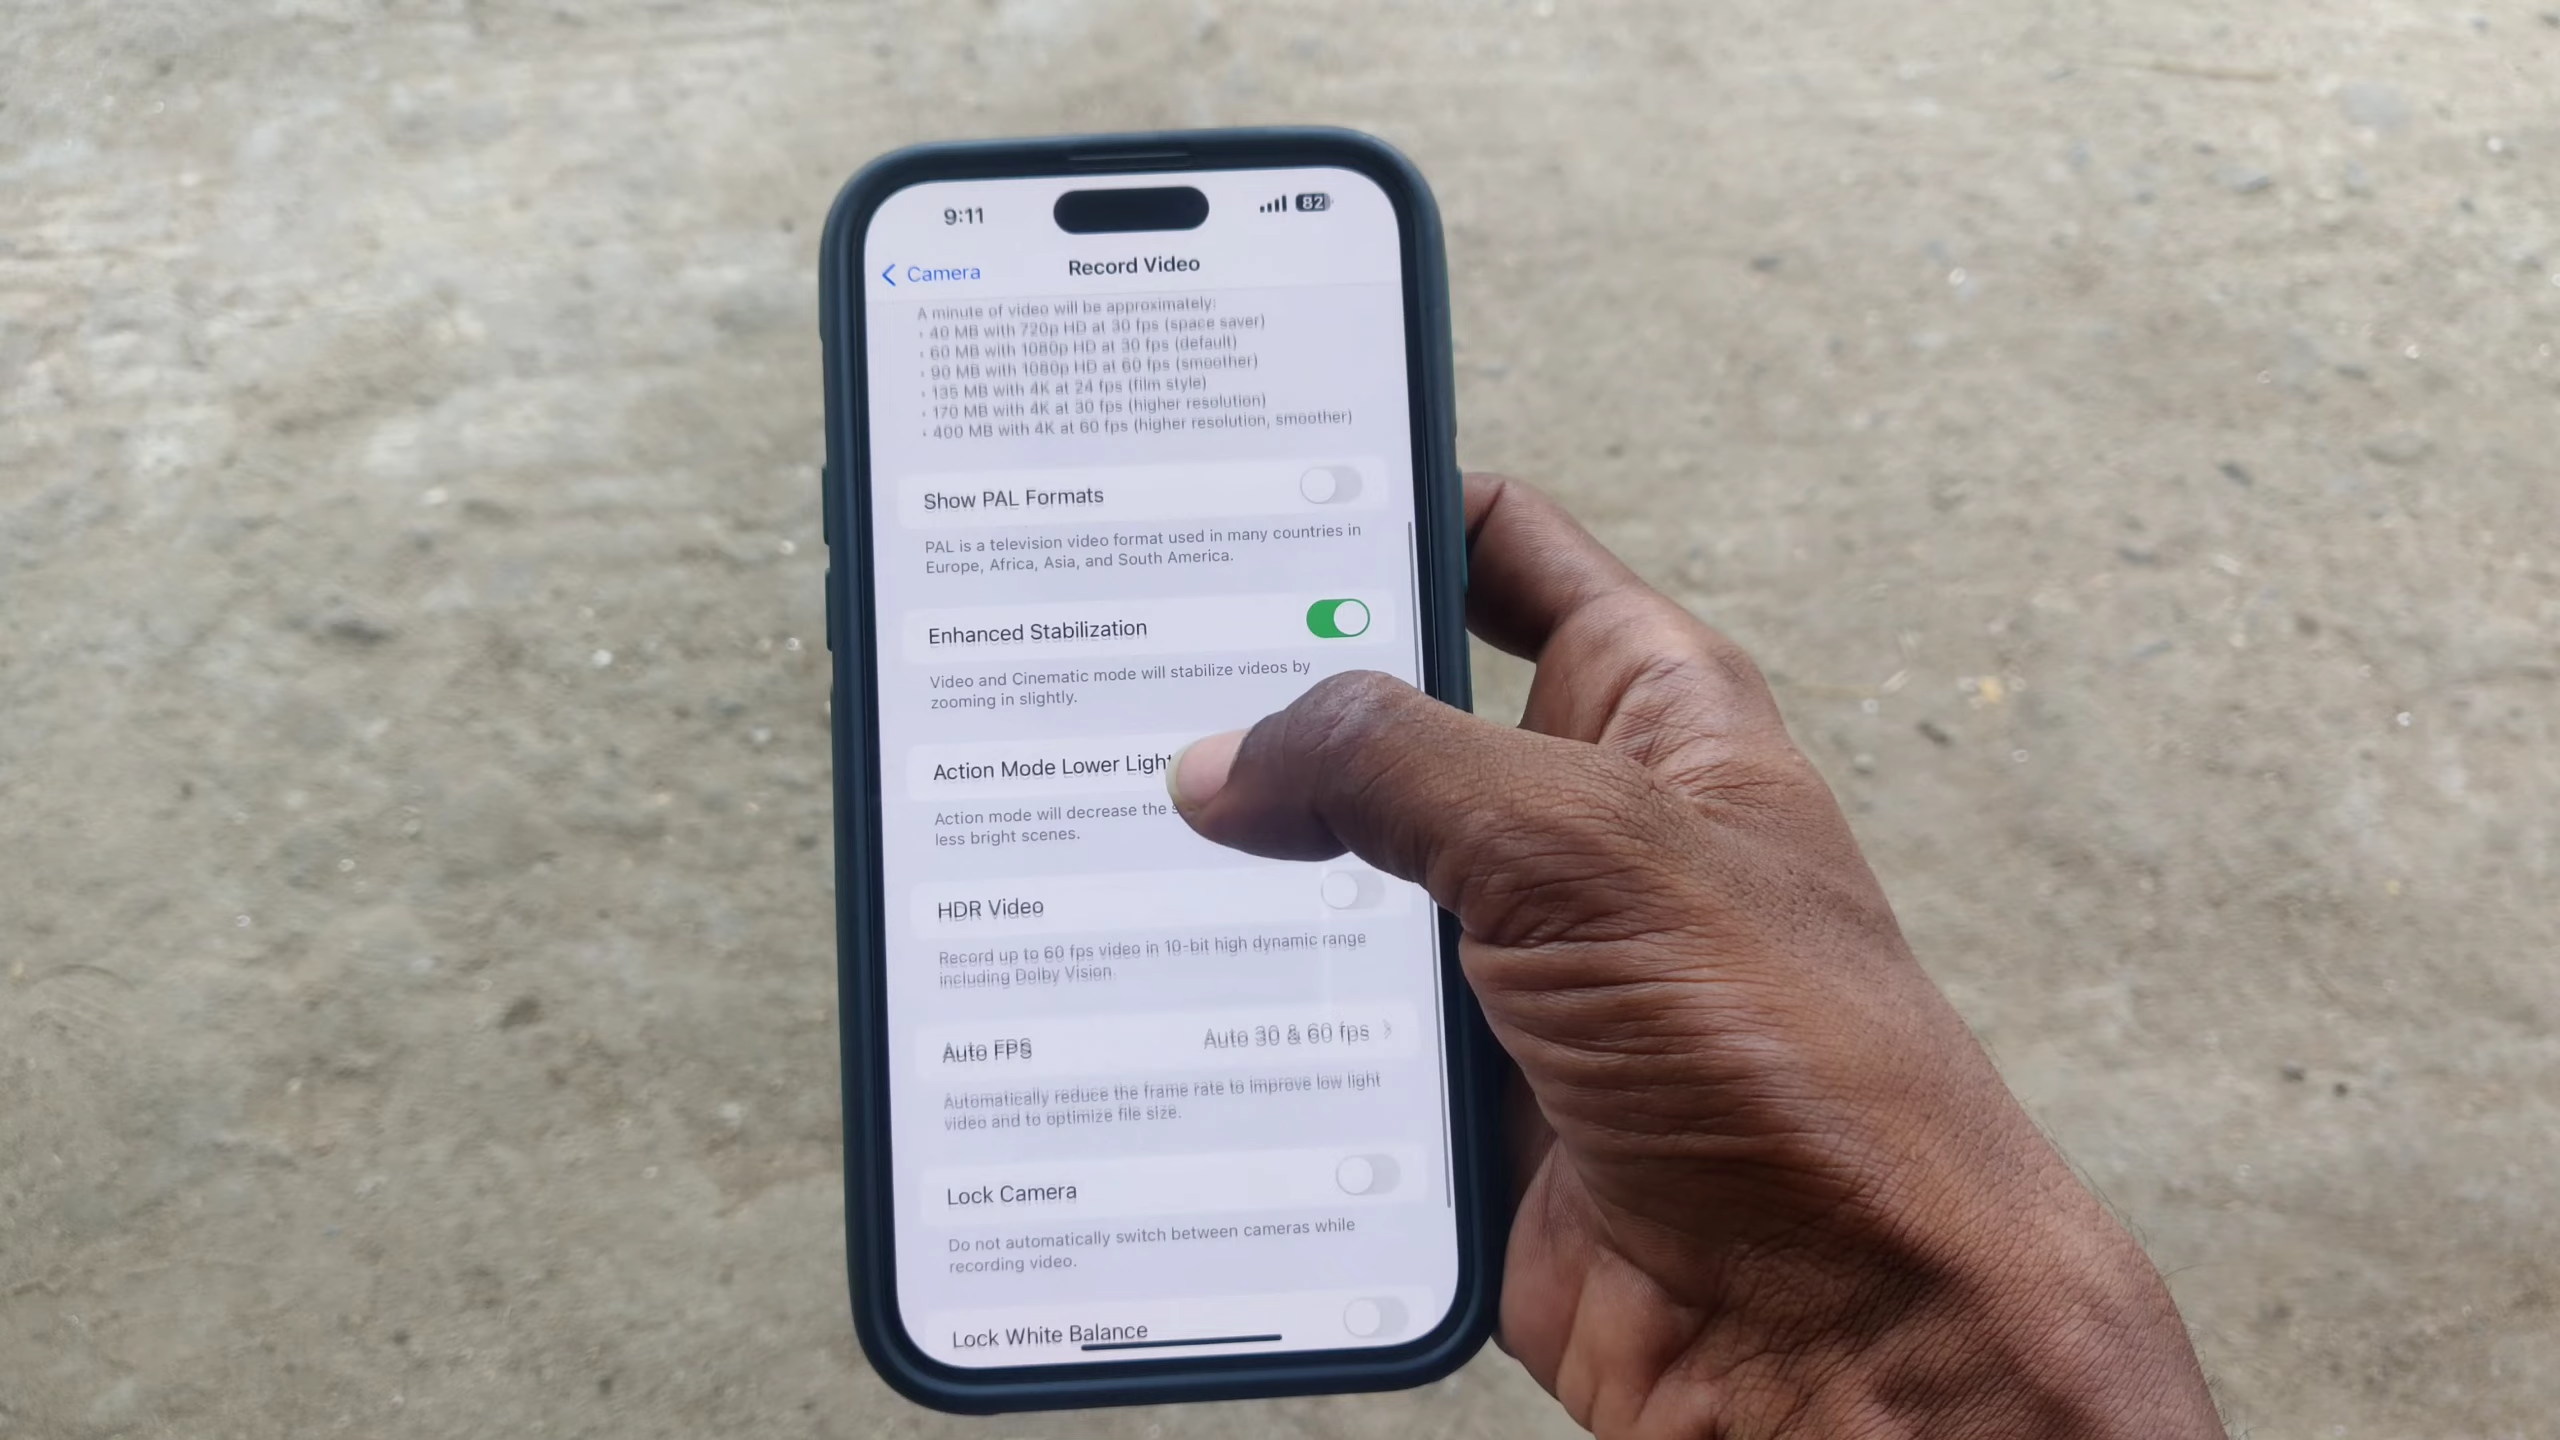 9:11
82
Camera
Record Video
A minute of video will be approximately:
• 40 MB with 720p HD at 30 fps (space saver)
• 60 MB with 1080p HD at 30 fps (default)
• 90 MB with 1080p HD at 60 fps (smoother)
• 135 MB with 4K at 24 fps (film style)
• 170 MB with 4K at 30 fps (higher resolution)
• 400 MB with 4K at 60 fps (higher resolution, smoother)
Show PAL Formats
PAL is a television video format used in many countries in
Europe, Africa, Asia, and South America.
Enhanced Stabilization
Video and Cinematic mode will stabilize videos by
zooming in slightly.
Action Mode Lower Light
Action mode will decrease the
less bright scenes.
HDR Video
Record up to 60 fps video in 10-bit high dynamic range
including Dolby Vision.
Auto FPS
Auto 30 & 60 fps
Automatically reduce the frame rate to improve low light
video and to optimize file size.
Lock Camera
Do not automatically switch between cameras while
recording video.
Lock White Balance